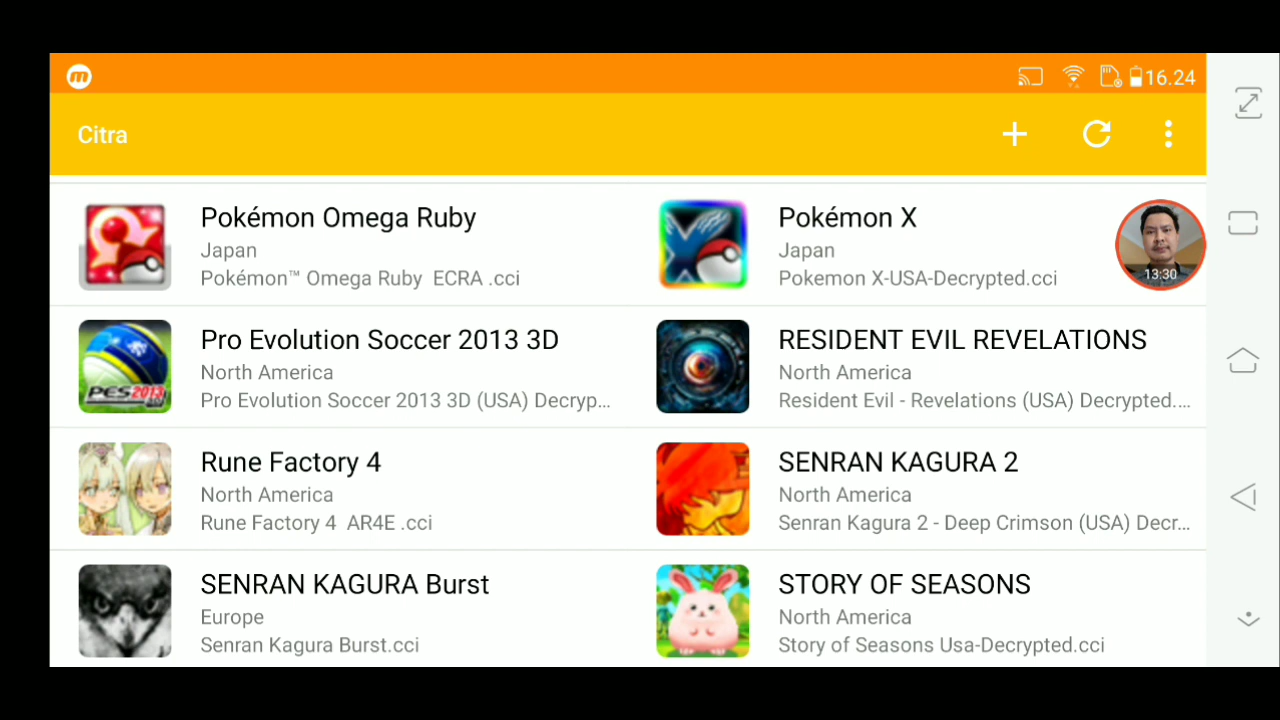 m
16.24
Citra
Pokémon Omega Ruby
Japan
Pokémon™ Omega Ruby ECRA .cci
Pokémon X
Japan
Pokemon X-USA-Decrypted.cci
13:30
Pro Evolution Soccer 2013 3D
North America
Pro Evolution Soccer 2013 3D (USA) Decryp...
PES2013
RESIDENT EVIL REVELATIONS
North America
Resident Evil - Revelations (USA) Decrypted....
Rune Factory 4
North America
Rune Factory 4 AR4E .cci
SENRAN KAGURA 2
North America
Senran Kagura 2 - Deep Crimson (USA) Decr...
SENRAN KAGURA Burst
Europe
Senran Kagura Burst.cci
STORY OF SEASONS
North America
Story of Seasons Usa-Decrypted.cci